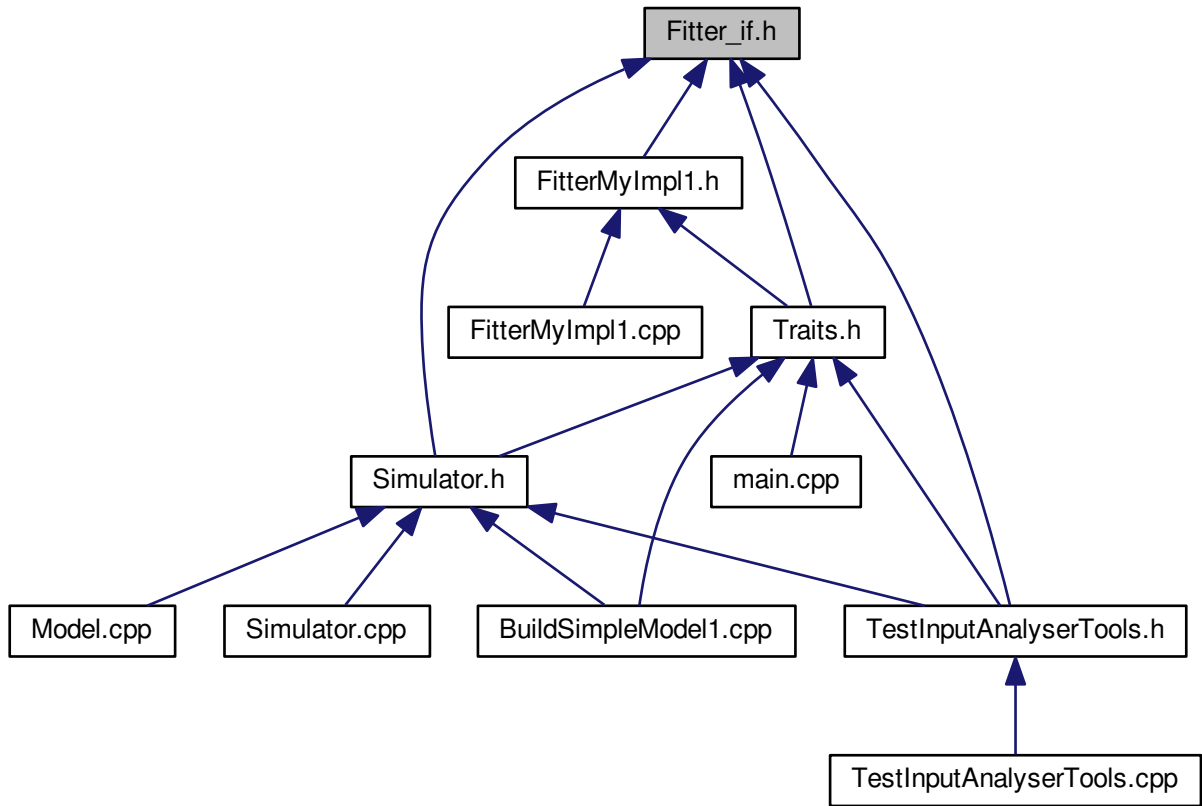 Fitter_if.h
FitterMyImpl1.h
FitterMyImpl1.cpp
Traits.h
Simulator.h
main.cpp
Model.cpp
Simulator.cpp
BuildSimpleModel1.cpp
TestInputAnalyserTools.h
TestInputAnalyserTools.cpp